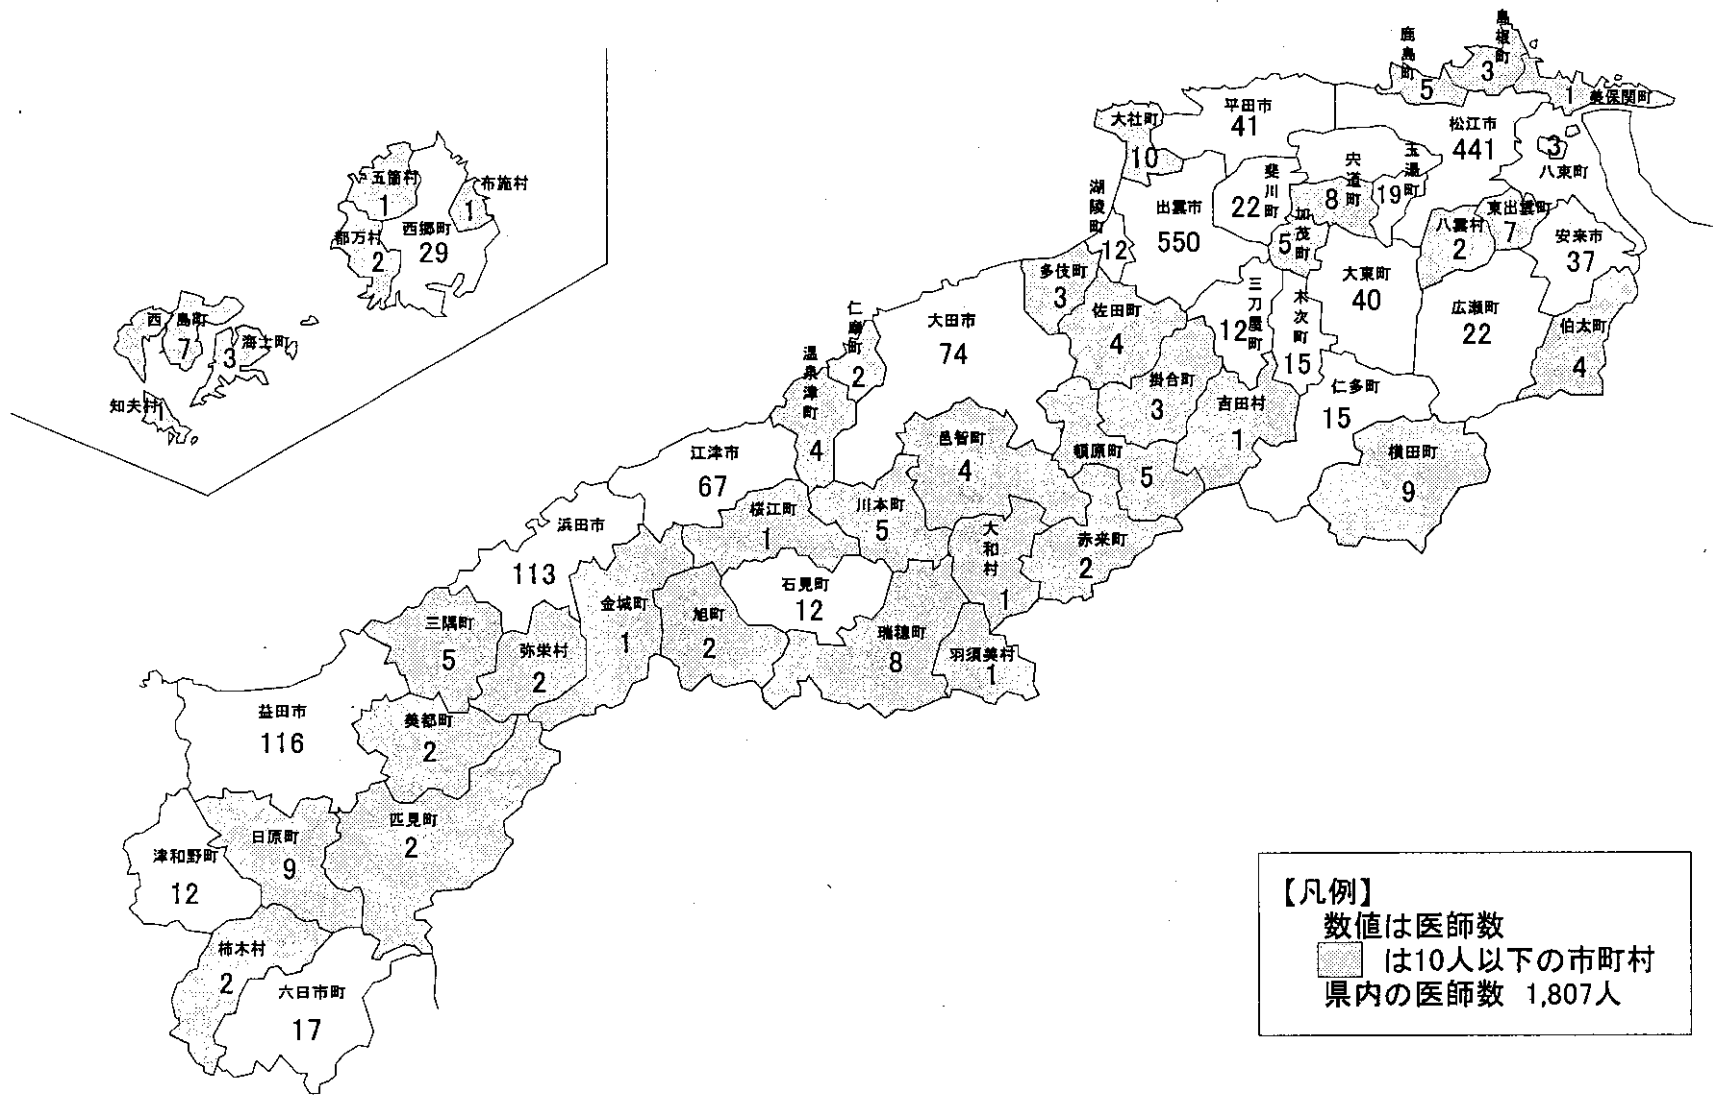 島根町
3
鹿島町
5
1
美保関町
平田市
41
大社町
10
松江市
441
3
八束町
宍道町
8
玉湯町
19
斐川町
22
湖陵町
12
出雲市
550
加茂町
5
八雲村
2
東出雲町
7
安来市
37
大東町
40
広瀬町
22
伯太町
4
多伎町
3
佐田町
4
三刀屋町
12
木次町
15
仁多町
15
横田町
9
掛合町
3
吉田村
1
頓原町
5
大田市
74
仁摩町
2
温泉津町
4
邑智町
4
川本町
5
大和村
1
赤来町
2
江津市
67
桜江町
1
浜田市
113
石見町
12
瑞穂町
8
羽須美村
1
旭町
2
金城町
1
弥栄村
2
三隅町
5
益田市
116
美都町
2
匹見町
2
日原町
9
津和野町
12
柿木村
2
六日市町
17
五箇村
1
布施村
1
西郷町
29
都万村
2
西 島町
7
海士町
3
知夫村
1
【凡例】
数値は医師数
は10人以下の市町村
県内の医師数 1,807人